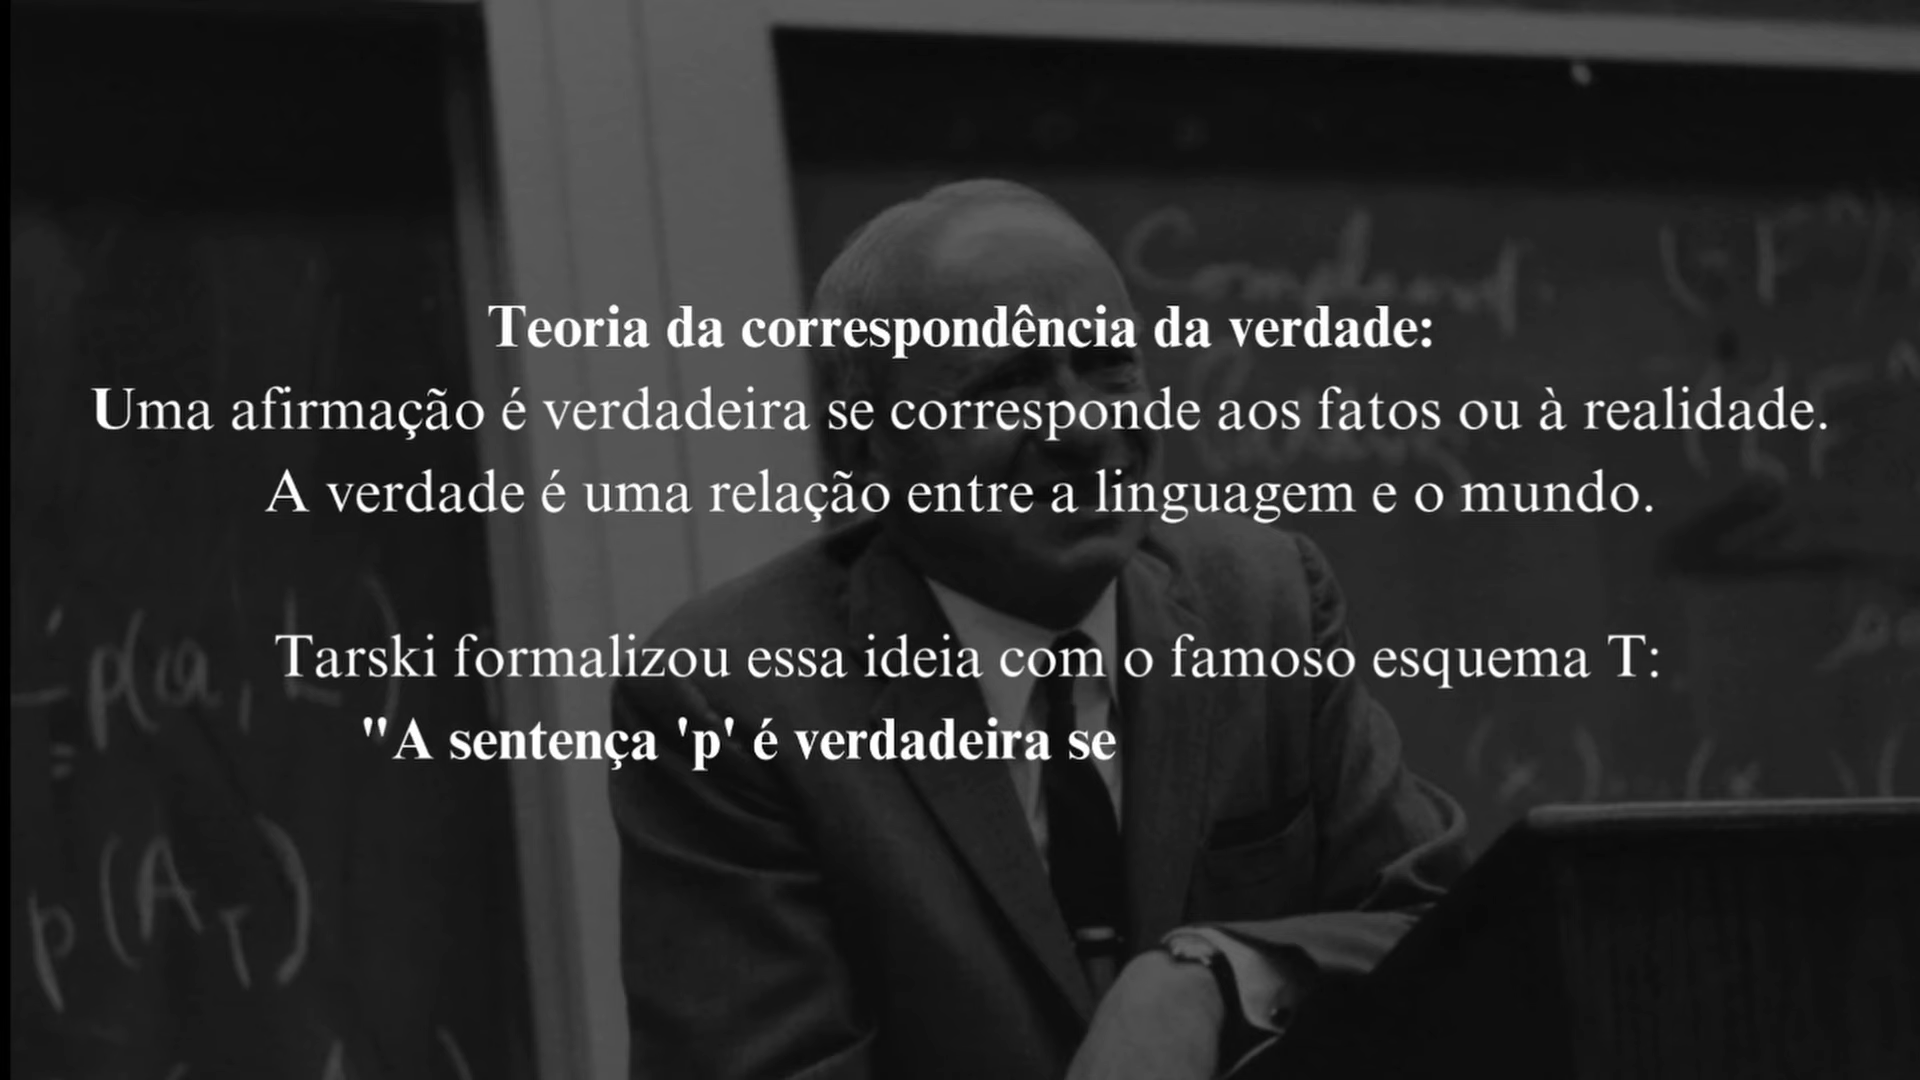 Teoria da correspondência da verdade:
Uma afirmação é verdadeira se corresponde aos fatos ou à realidade.
A verdade é uma relação entre a linguagem e o mundo.
Tarski formalizou essa ideia com o famoso esquema T:
"A sentença 'p' é verdadeira se
p(A_T)